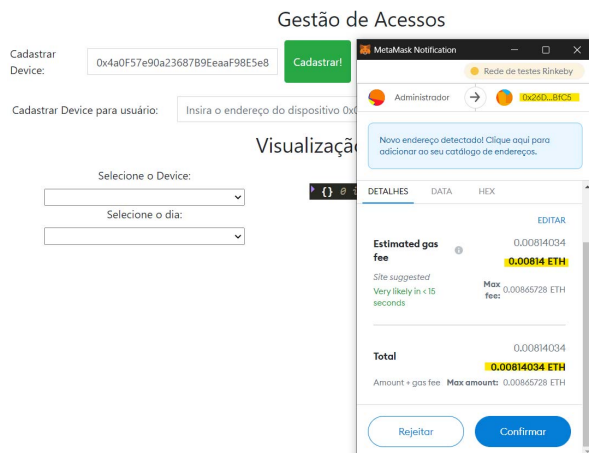 Gestão de Acessos
Cadastrar Device:
0x4a0F57e90a23687B9EeaaF98E5e8
Cadastrar!
Cadastrar Device para usuário:
Insira o endereço do dispositivo 0x0
Visualizaçã
Selecione o Device:
Selecione o dia:
{}
MetaMask Notification
Rede de testes Rinkeby
Administrador
0x26D...BfC5
Novo endereço detectado! Clique aqui para
adicionar ao seu catálogo de endereços.
DETALHES DATA HEX
EDITAR
Estimated gas fee
0.00814034
0.00814 ETH
Site suggested
Very likely in < 15 seconds
Max fee: 0.00865728 ETH
0.00814034
Total
0.00814034 ETH
Amount + gas fee Max amount: 0.00865728 ETH
Rejeitar
Confirmar